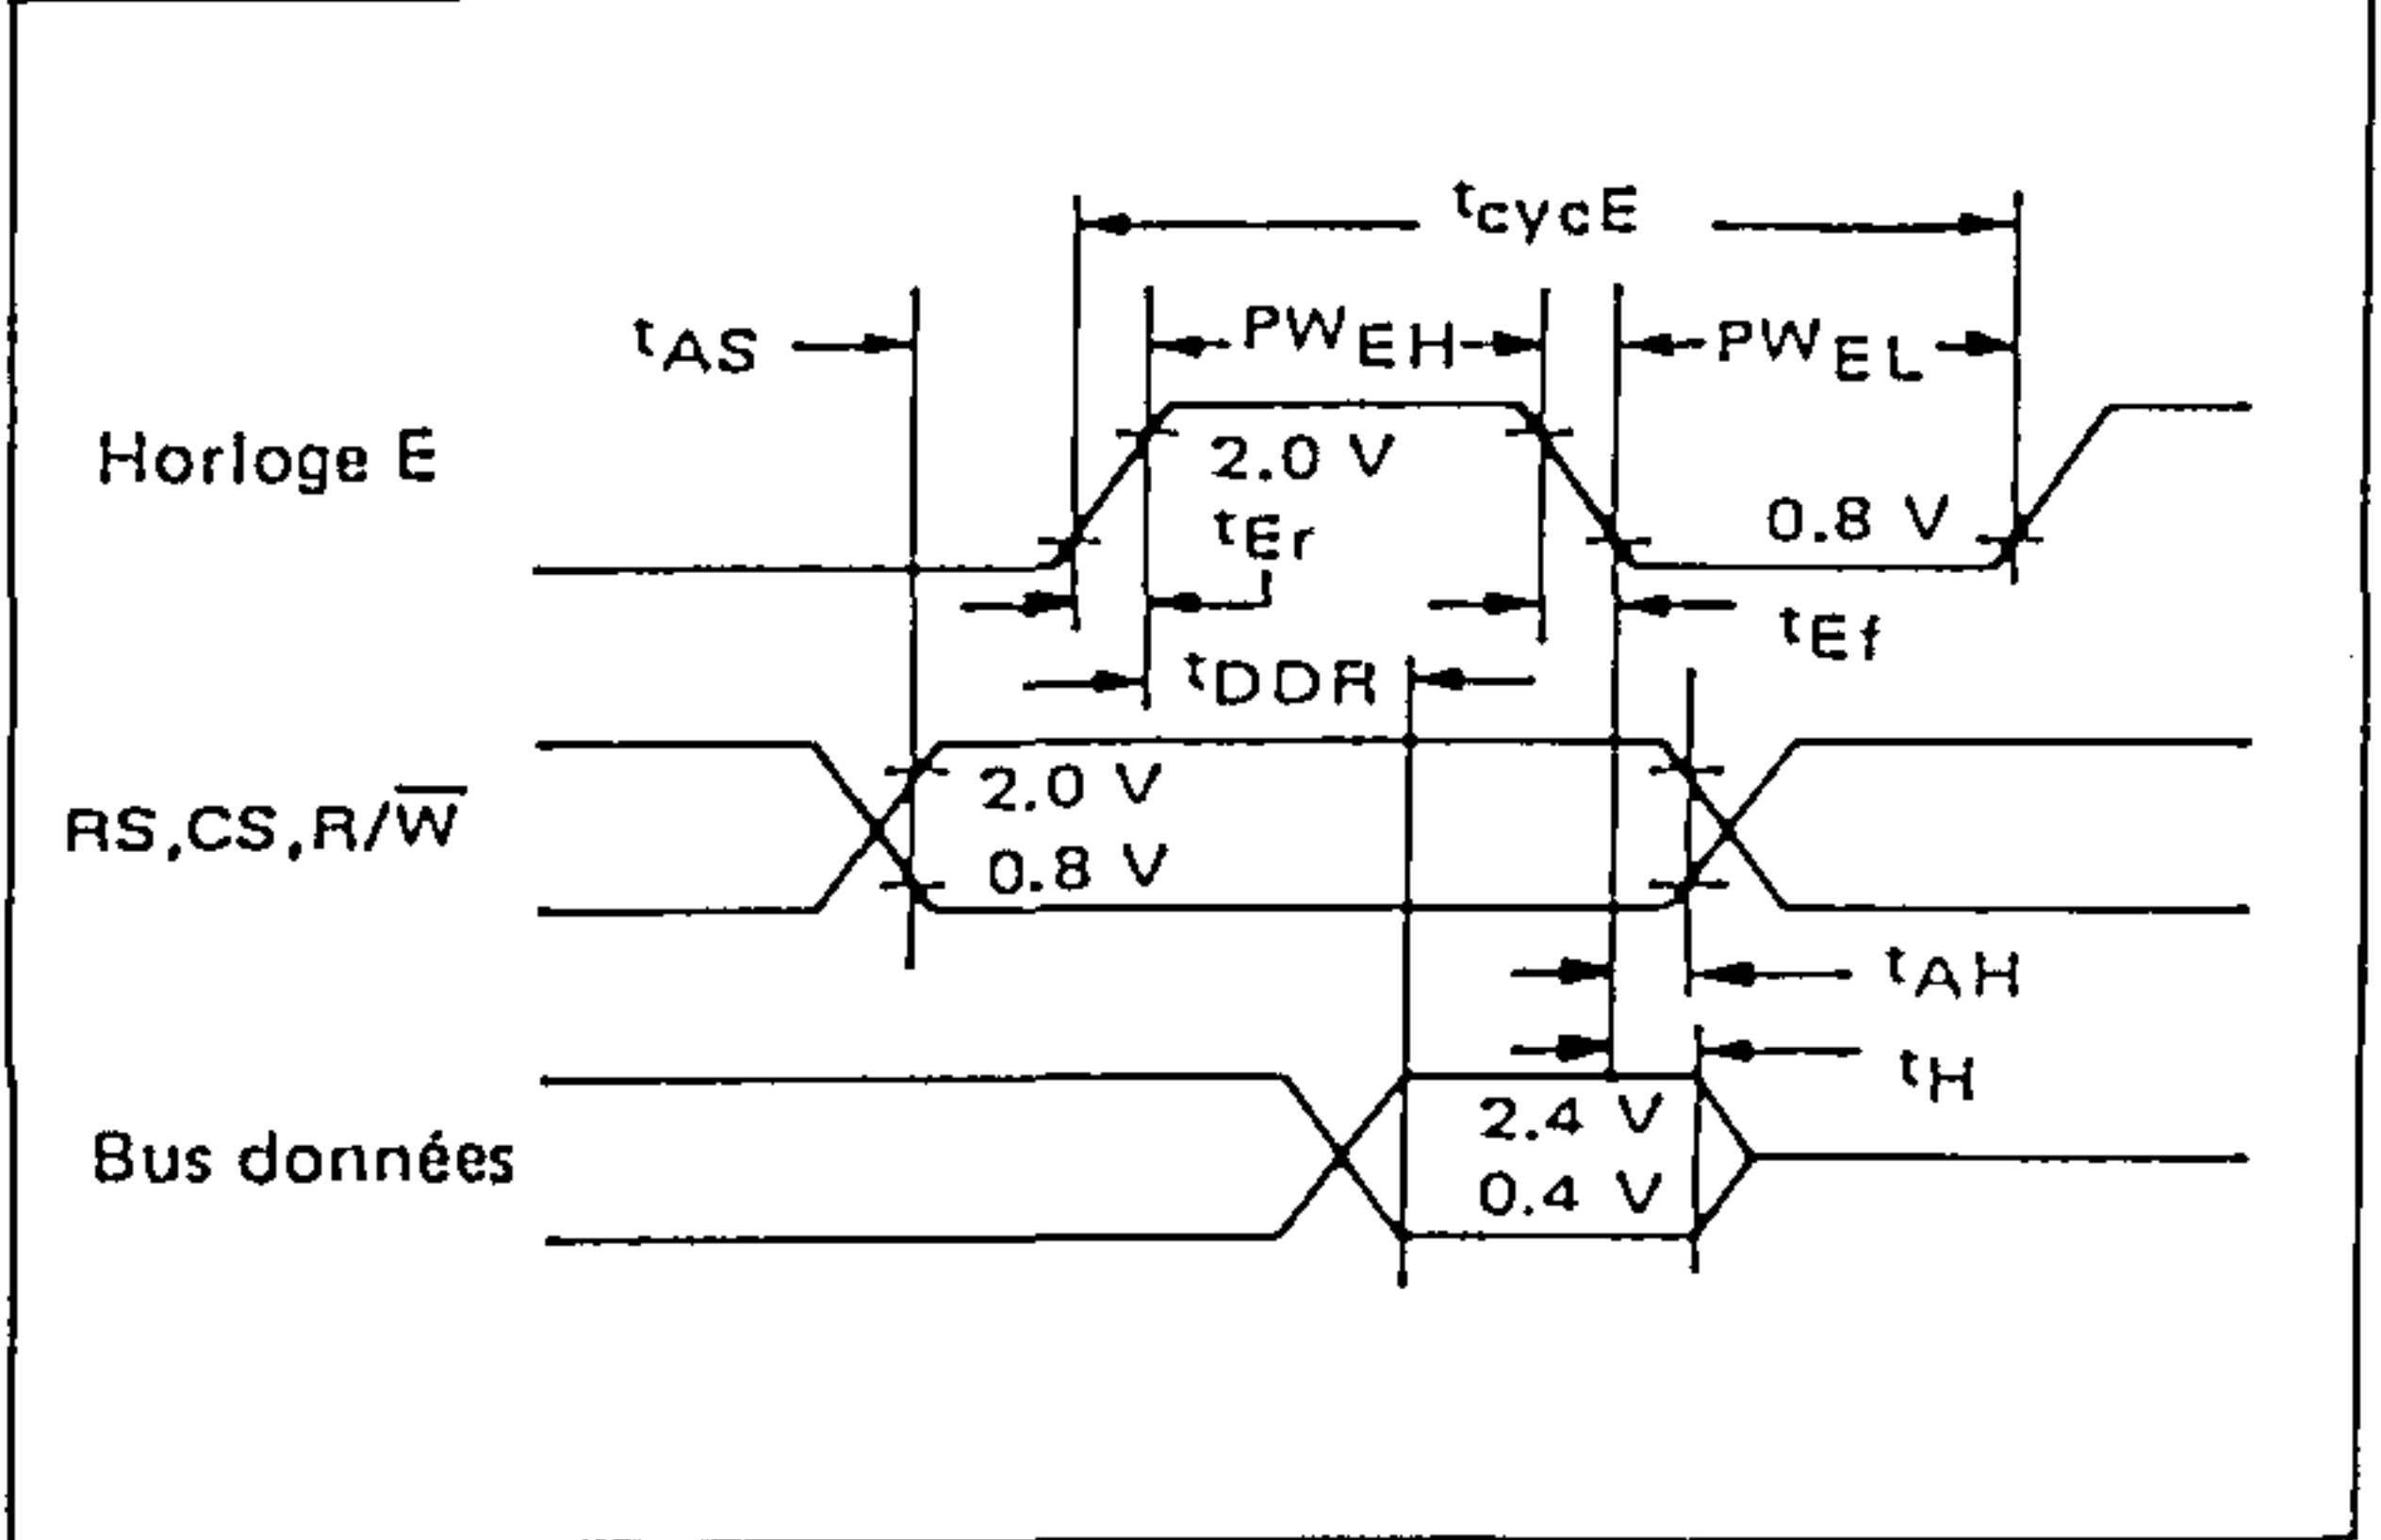 tcycE
tAS PWEH PWEL
Horloge E 2.0 V 0.8 V
tEr
tEf
tDDR
RS,CS,R/W̅ 2.0 V
0.8 V
tAH
tH
Bus données 2.4 V
0.4 V